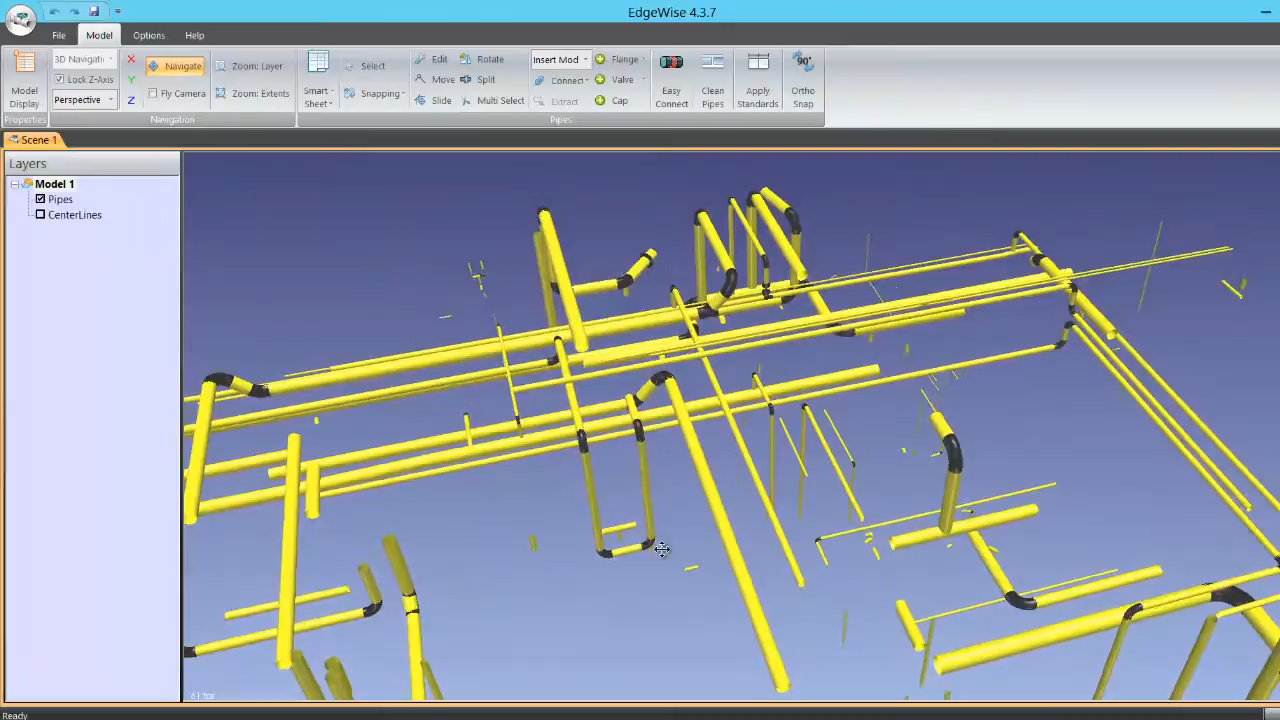 EdgeWise 4.3.7
File Model Options Help
3D Navigati X Navigate Zoom: Layer Select Edit Rotate Insert Mod Flange
Lock Z-Axis Y Move Split Connect Valve
Model Display Perspective Z Fly Camera Zoom: Extents Smart Sheet Snapping Slide Multi Select Extract Cap Easy Connect Clean Pipes Apply Standards 90° Ortho Snap
Properties Navigation Pipes
Scene 1
Layers
Model 1
Pipes
CenterLines
Ready